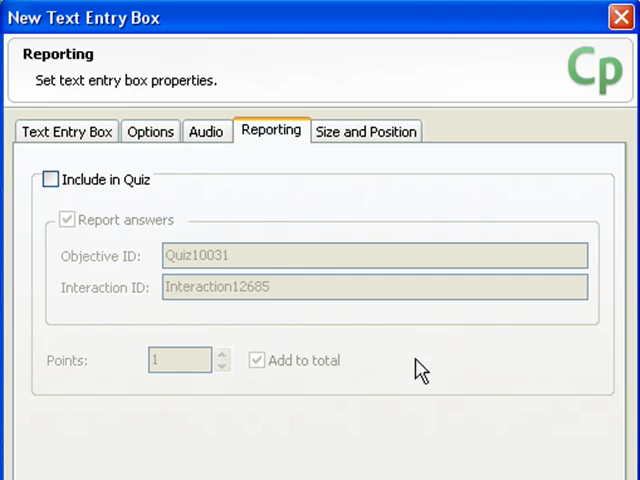 New Text Entry Box
Reporting
Set text entry box properties.
Cp
Text Entry Box Options Audio Reporting Size and Position
Include in Quiz
Report answers
Objective ID: Quiz10031
Interaction ID: Interaction12685
Points: 1 Add to total